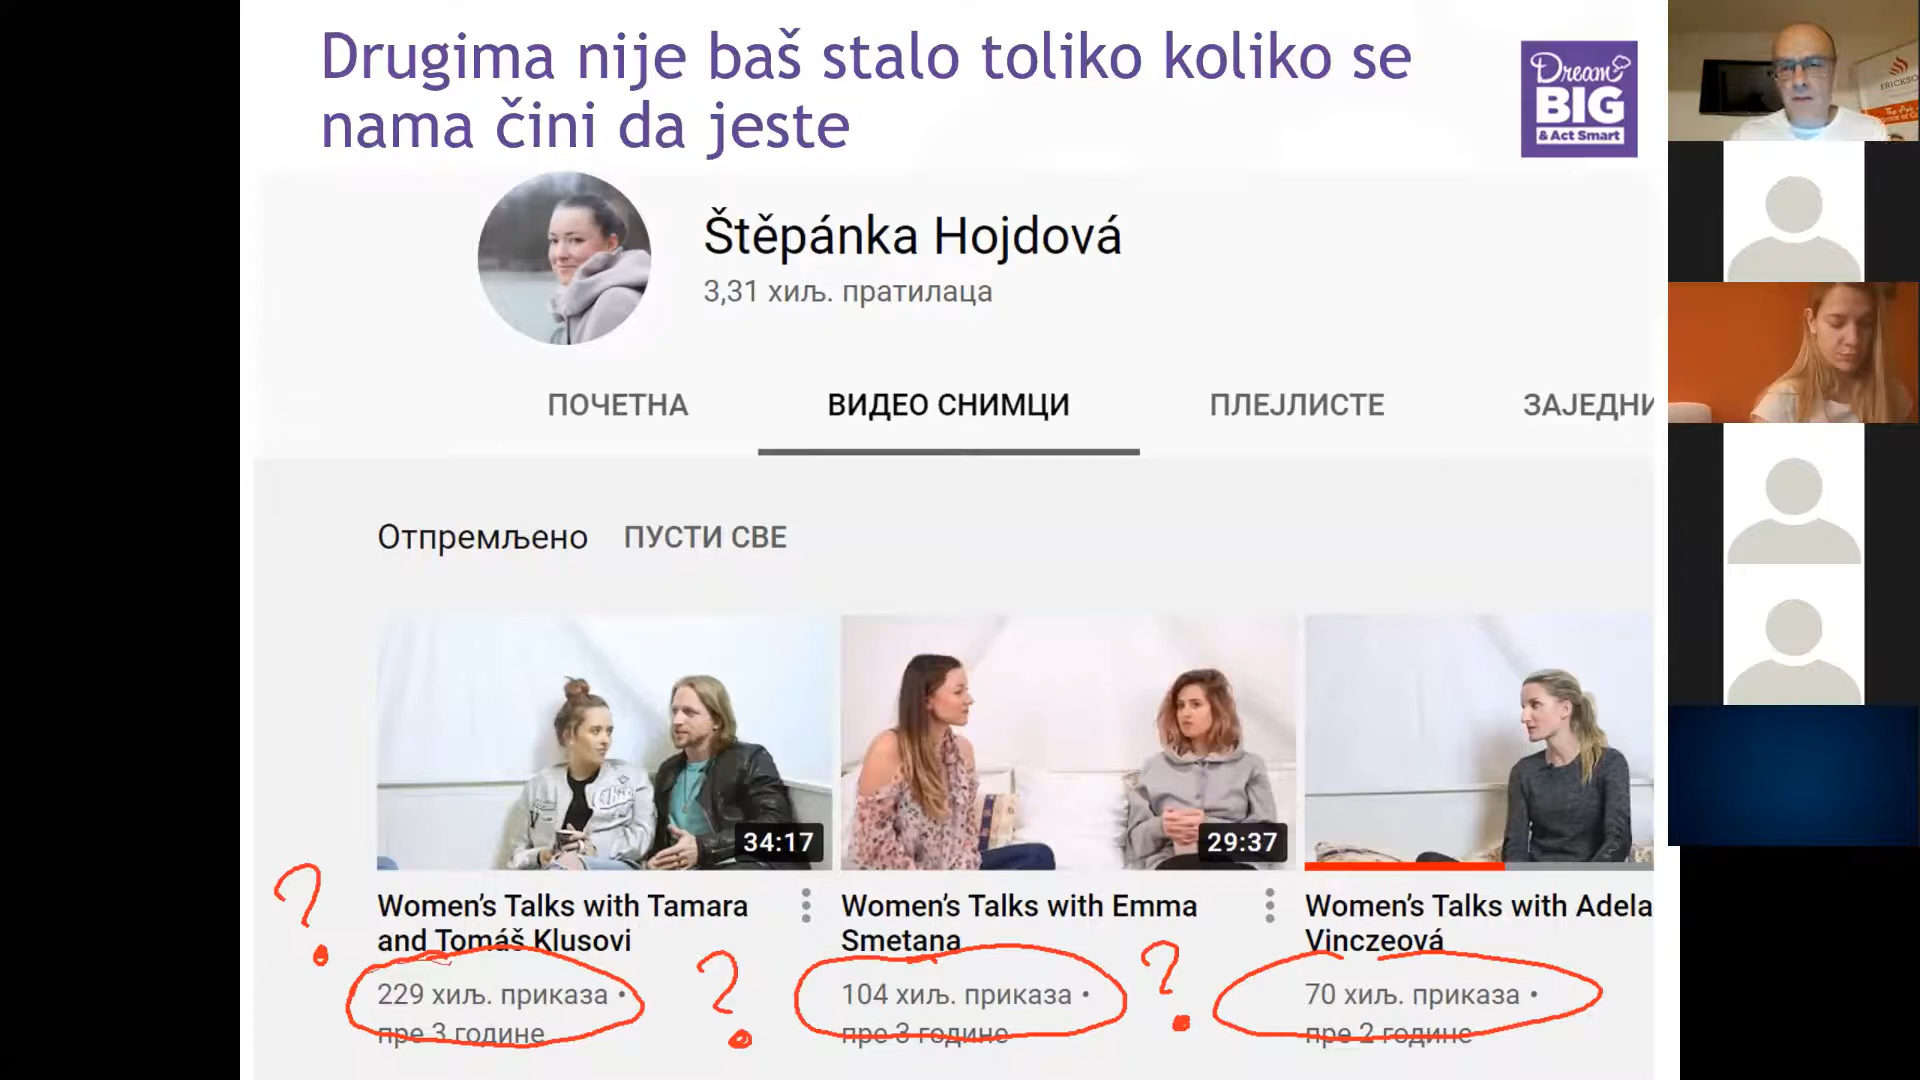 Drugima nije baš stalo toliko koliko se
nama čini da jeste
Dream
BIG
& Act Smart
Štěpánka Hojdová
3,31 хиљ. пратилаца
ПОЧЕТНА
ВИДЕО СНИМЦИ
ПЛЕЈЛИСТЕ
ЗАЈЕДНИ
Отпремљено
ПУСТИ СВЕ
34:17
29:37
Women's Talks with Tamara
and Tomáš Klusovi
229 хиљ. приказа •
пре 3 године
Women's Talks with Emma
Smetana
104 хиљ. приказа •
пре 3 године
Women's Talks with Adela
Vinczeová
70 хиљ. приказа •
пре 2 године
?
?
?
ERICKSO